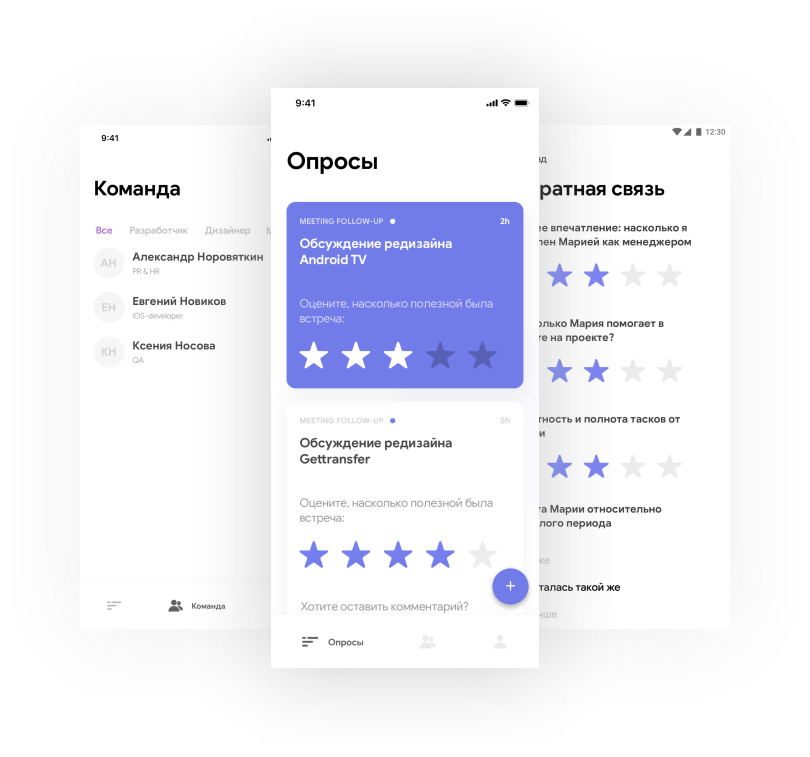 9:41
Команда
Все Разработчик Дизайнер
АН
Александр Норовяткин
PR & HR
ЕН
Евгений Новиков
iOS-developer
КН
Ксения Носова
QA
Команда
9:41
Опросы
MEETING FOLLOW-UP 2h
Обсуждение редизайна
Android TV
Оцените, насколько полезной была
встреча:
MEETING FOLLOW-UP 5h
Обсуждение редизайна
Gettransfer
Оцените, насколько полезной была
встреча:
+
Хотите оставить комментарий?
Опросы
12:30
ад
ратная связь
ее впечатление: насколько я
лен Марией как менеджером
олько Мария помогает в
те на проекте?
тность и полнота тасков от
и
та Марии относительно
лого периода
же
талась такой же
чше